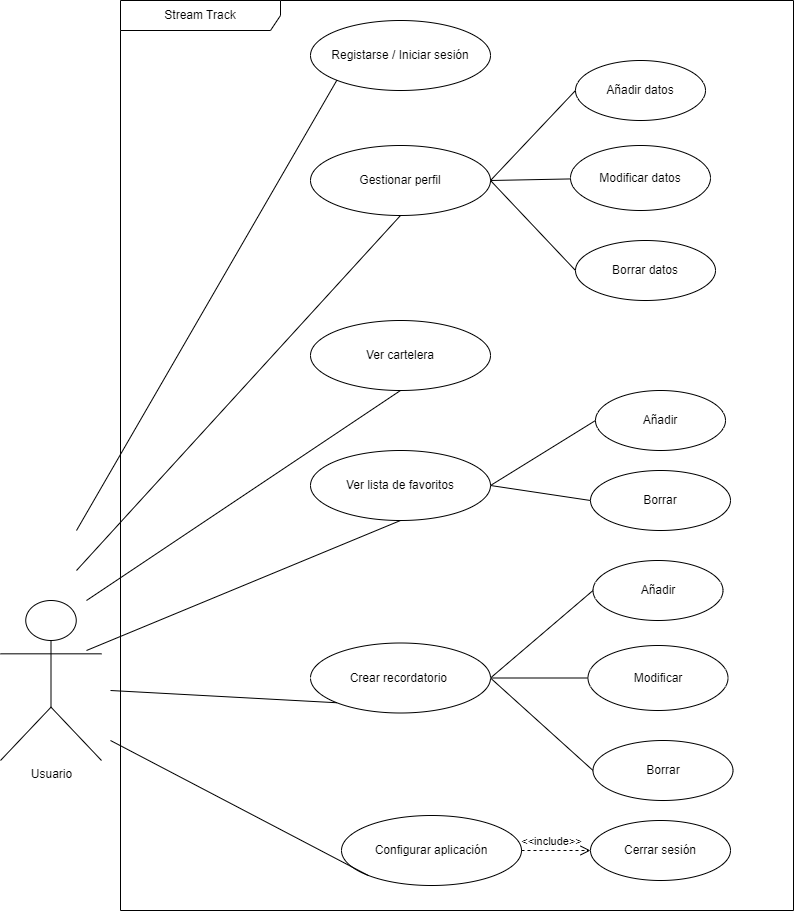 Stream Track
Registarse / Iniciar sesión
Añadir datos
Gestionar perfil
Modificar datos
Borrar datos
Ver cartelera
Añadir
Ver lista de favoritos
Borrar
Añadir
Crear recordatorio
Modificar
Borrar
Usuario
Configurar aplicación
<<include>>
Cerrar sesión